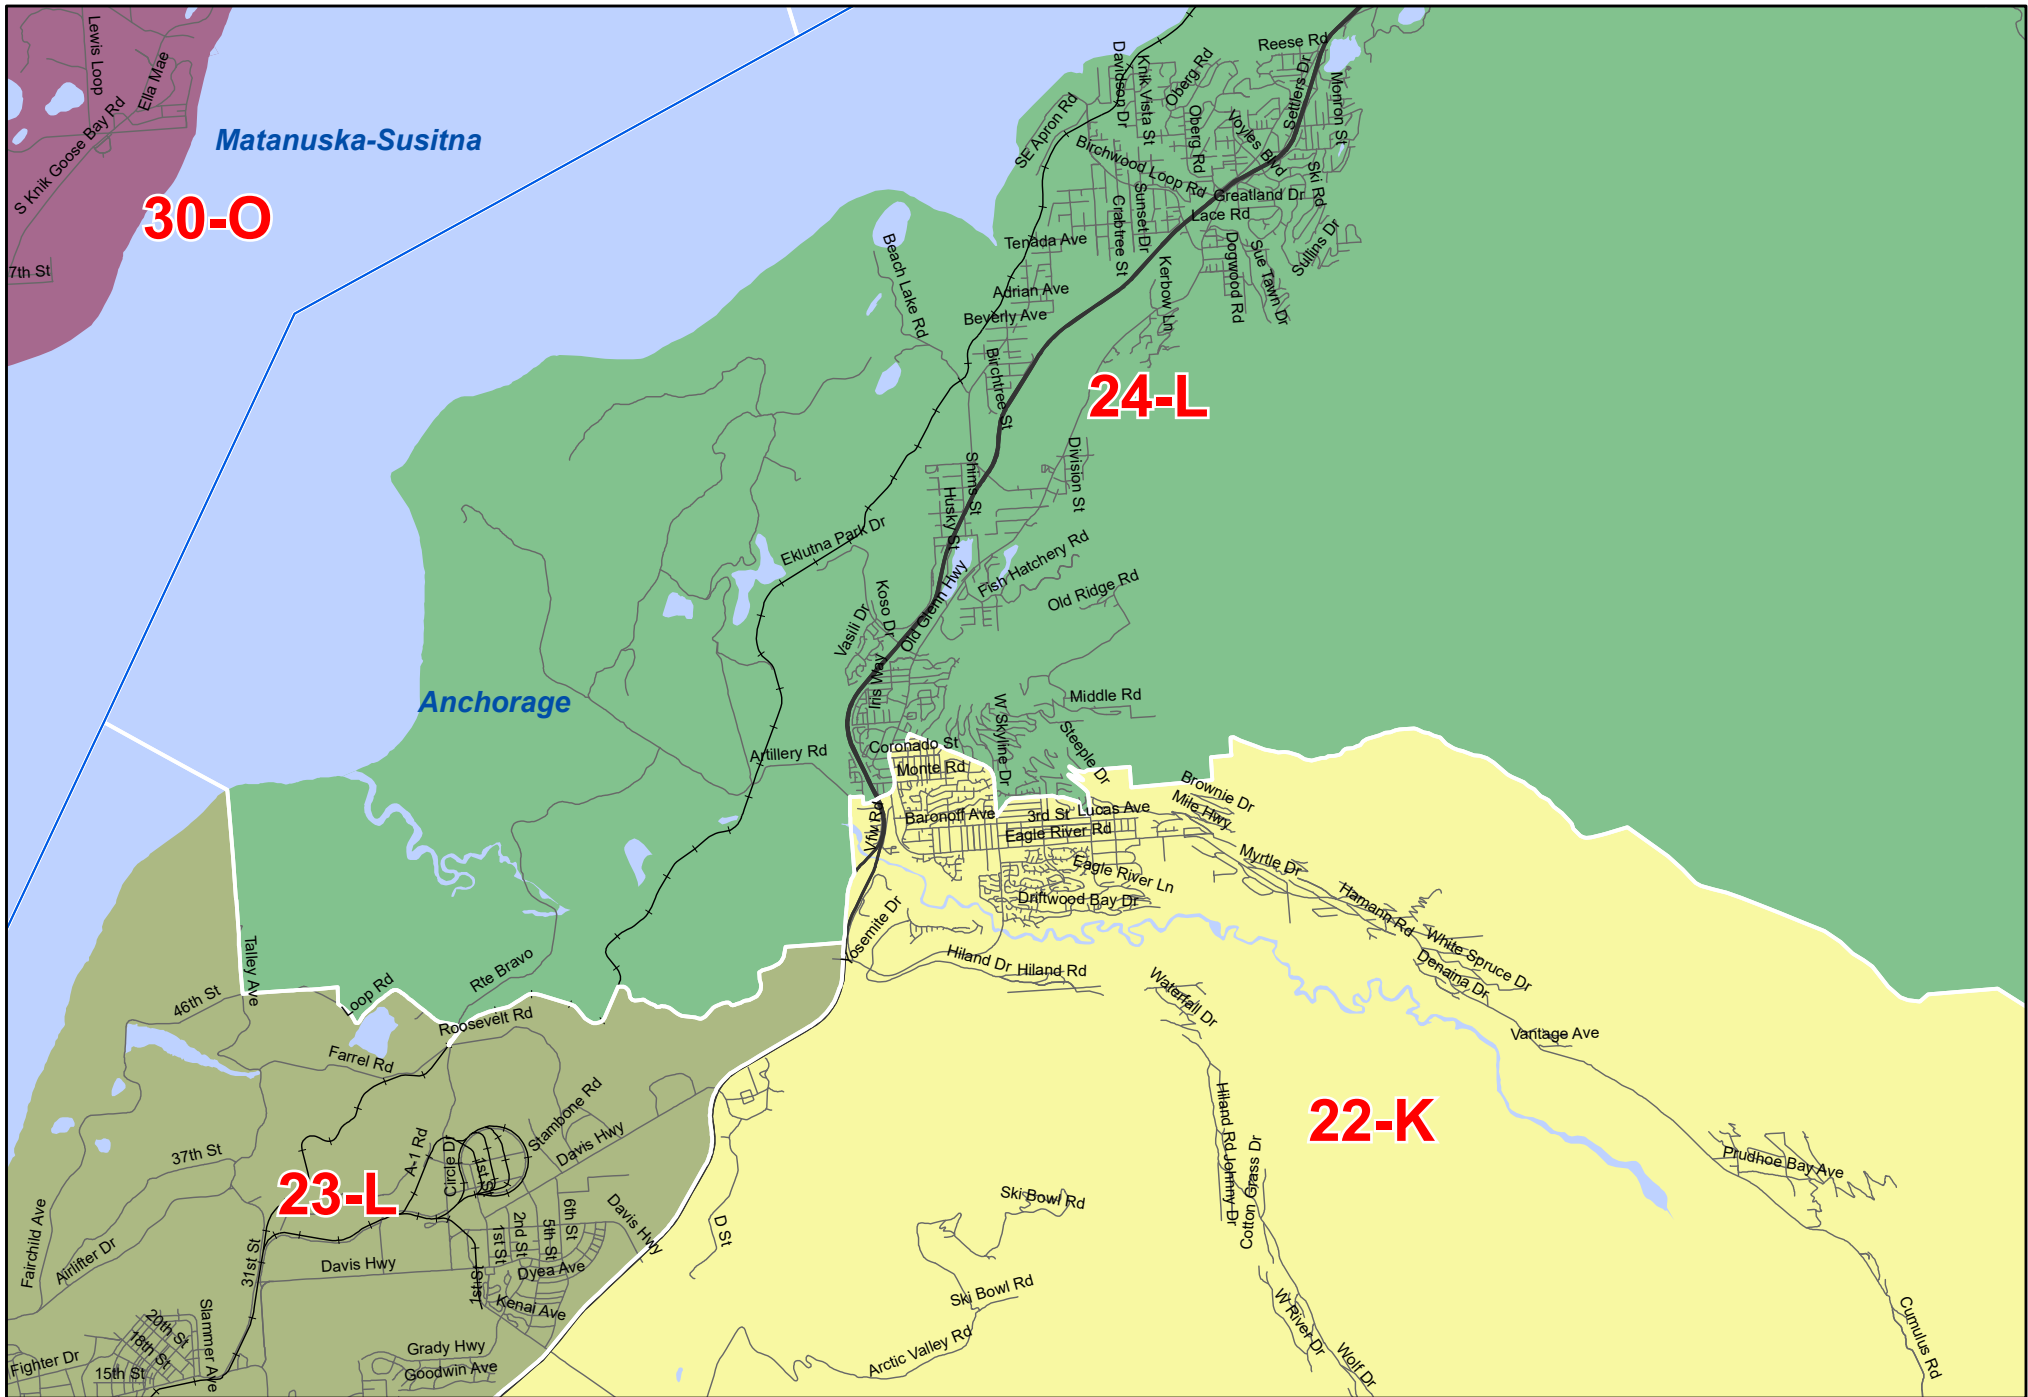 Lewis Loop
Ella Mae
S Knik Goose Bay Rd
7th St
Matanuska-Susitna
30-O
Reese Rd
Davidson Dr
Knik Vista St
Oberg Rd
Settlers Dr
Monron St
SE Apron Rd
Oberg Rd
Voyles Blvd
Birchwood Loop Rd
Ski Rd
Greatland Dr
Sunset Dr
Crabtree St
Lace Rd
Tenada Ave
Dogwood Rd
Sue Tawn Dr
Sullins Dr
Beach Lake Rd
Kerbow Ln
Adrian Ave
Beverly Ave
Birchtree St
24-L
Division St
Shims St
Husky St
Eklutna Park Dr
Fish Hatchery Rd
Old Glenn Hwy
Old Ridge Rd
Koso Dr
Vasili Dr
Iris Way
Anchorage
Middle Rd
W Skyline Dr
Steeple Dr
Artillery Rd
Coronado St
Monte Rd
Brownie Dr
Mile Hwy
Vfw Rd
Baronoff Ave
3rd St
Lucas Ave
Eagle River Rd
Myrtle Dr
Eagle River Ln
Driftwood Bay Dr
Hamann Rd
Yosemite Dr
White Spruce Dr
Denaina Dr
Hiland Dr
Hiland Rd
Talley Ave
46th St
Loop Rd
Rte Bravo
Waterfall Dr
Roosevelt Rd
Vantage Ave
Farrel Rd
Stambone Rd
Hiland Rd
Johnny Dr
22-K
A-1 Rd
Circle Dr
1st St
Davis Hwy
37th St
Cotton Grass Dr
Prudhoe Bay Ave
23-L
Ski Bowl Rd
Fairchild Ave
Airlifter Dr
31st St
1st St
2nd St
5th St
6th St
Davis Hwy
D St
Davis Hwy
Dyea Ave
1st St
Kenai Ave
Ski Bowl Rd
W River Dr
Wolf Dr
Cumulus Rd
Slammer Ave
20th St
18th St
Grady Hwy
Arctic Valley Rd
Fighter Dr
15th St
Goodwin Ave